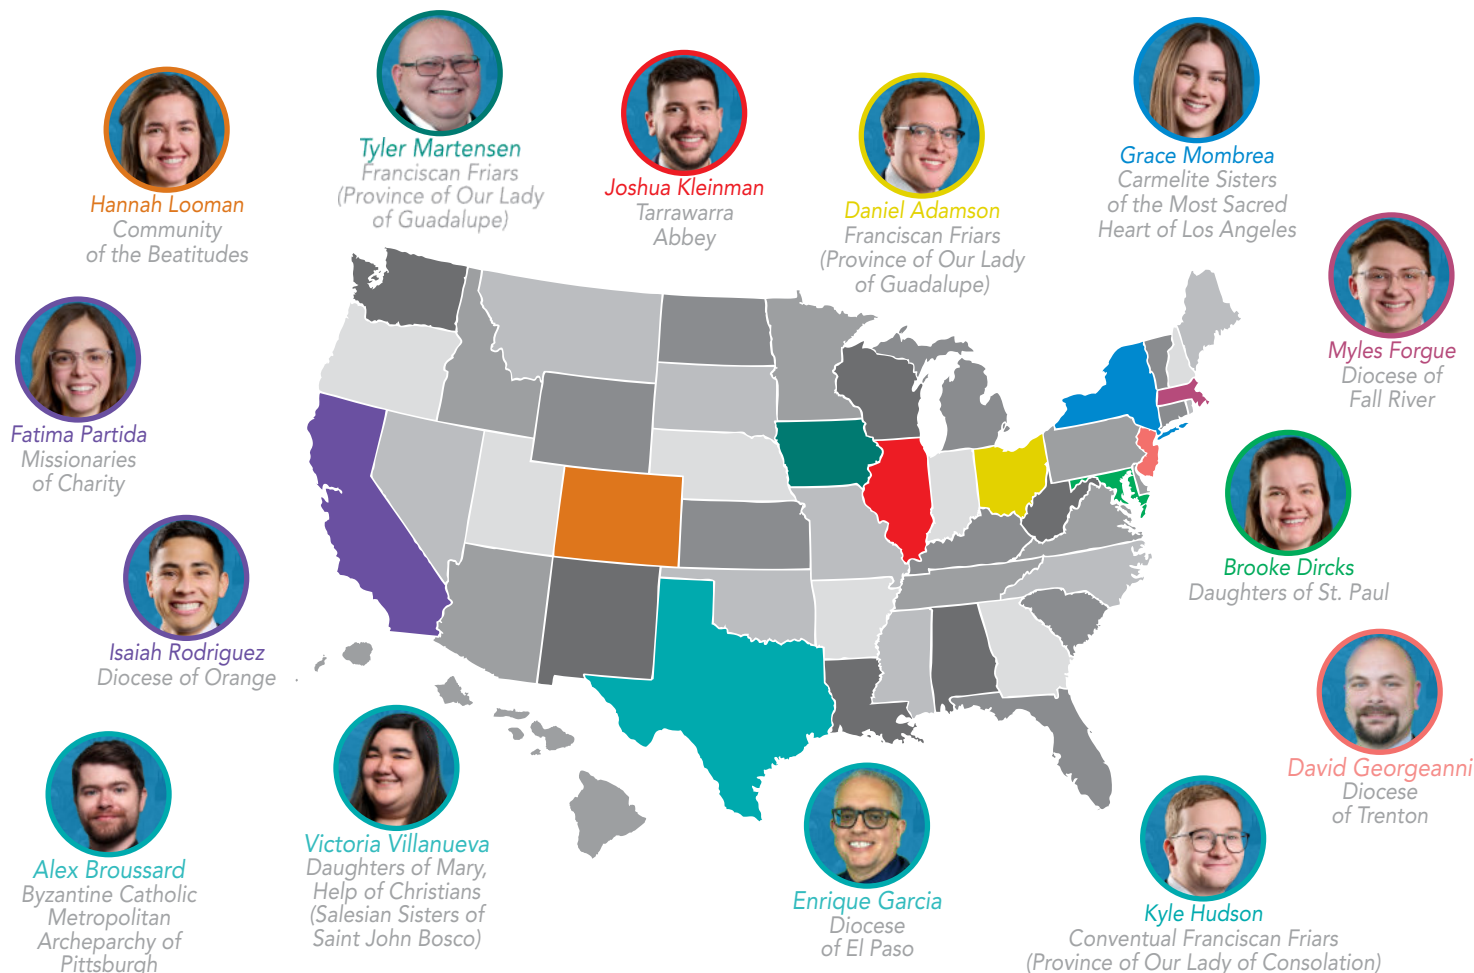 Tyler Martensen
Franciscan Friars
(Province of Our Lady
of Guadalupe)
Joshua Kleinman
Tarrawarra
Abbey
Daniel Adamson
Franciscan Friars
(Province of Our Lady
of Guadalupe)
Grace Mombrea
Carmelite Sisters
of the Most Sacred
Heart of Los Angeles
Hannah Looman
Community
of the Beatitudes
Myles Forgue
Diocese of
Fall River
Fatima Partida
Missionaries
of Charity
Brooke Dircks
Daughters of St. Paul
Isaiah Rodriguez
Diocese of Orange
David Georgeanni
Diocese
of Trenton
Alex Broussard
Byzantine Catholic
Metropolitan
Archeparchy of
Pittsburgh
Victoria Villanueva
Daughters of Mary,
Help of Christians
(Salesian Sisters of
Saint John Bosco)
Enrique Garcia
Diocese
of El Paso
Kyle Hudson
Conventual Franciscan Friars
(Province of Our Lady of Consolation)